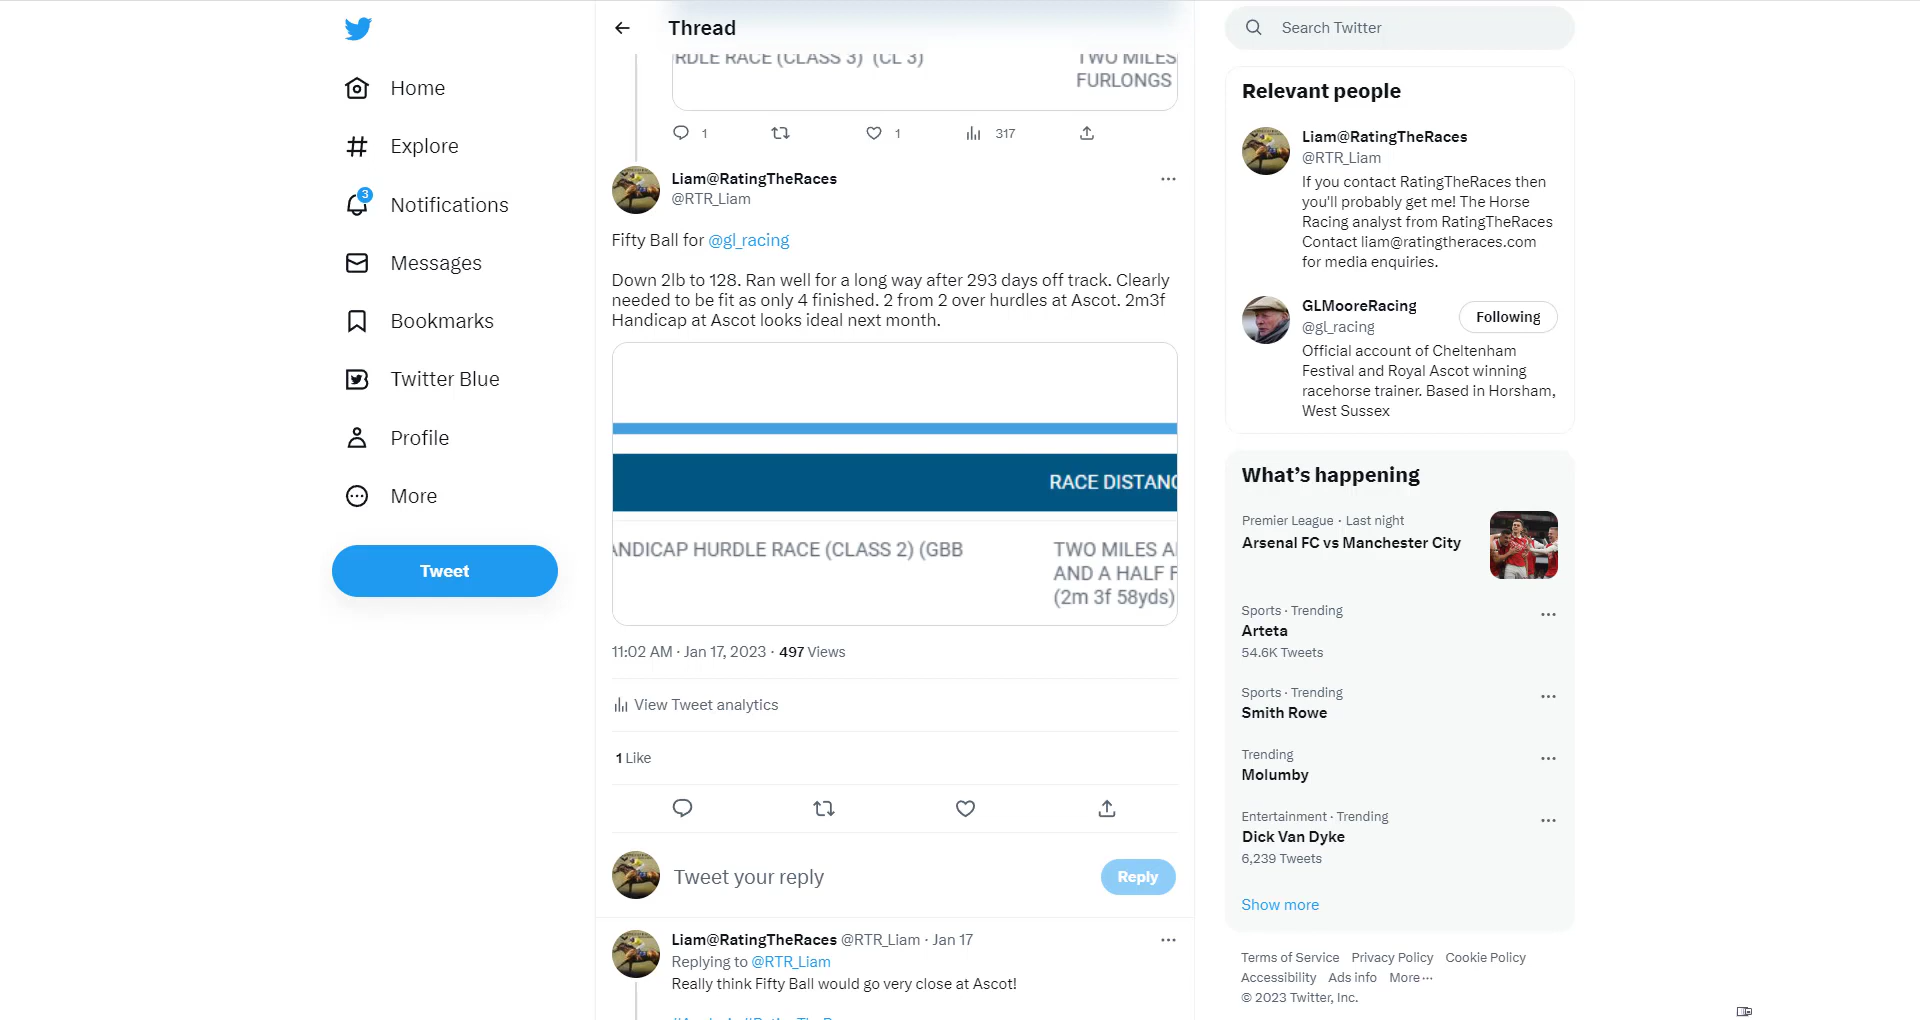 Home
Explore
3
Notifications
Messages
Bookmarks
Twitter Blue
Profile
More
Tweet
Thread
RDLE RACE (CLASS 3) (CL 3)
TWO MILES
FURLONGS
1
1
317
Liam@RatingTheRaces
@RTR_Liam
Fifty Ball for @gl_racing
Down 2lb to 128. Ran well for a long way after 293 days off track. Clearly
needed to be fit as only 4 finished. 2 from 2 over hurdles at Ascot. 2m3f
Handicap at Ascot looks ideal next month.
RACE DISTANC
ANDICAP HURDLE RACE (CLASS 2) (GBB
TWO MILES A
AND A HALF F
(2m 3f 58yds)
11:02 AM · Jan 17, 2023 · 497 Views
View Tweet analytics
1 Like
Tweet your reply
Reply
Liam@RatingTheRaces @RTR_Liam · Jan 17
Replying to @RTR_Liam
Really think Fifty Ball would go very close at Ascot!
Search Twitter
Relevant people
Liam@RatingTheRaces
@RTR_Liam
If you contact RatingTheRaces then
you'll probably get me! The Horse
Racing analyst from RatingTheRaces
Contact liam@ratingtheraces.com
for media enquiries.
GLMooreRacing
@gl_racing
Following
Official account of Cheltenham
Festival and Royal Ascot winning
racehorse trainer. Based in Horsham,
West Sussex
What's happening
Premier League · Last night
Arsenal FC vs Manchester City
Sports · Trending
Arteta
54.6K Tweets
Sports · Trending
Smith Rowe
Trending
Molumby
Entertainment · Trending
Dick Van Dyke
6,239 Tweets
Show more
Terms of Service Privacy Policy Cookie Policy
Accessibility Ads info More ···
© 2023 Twitter, Inc.